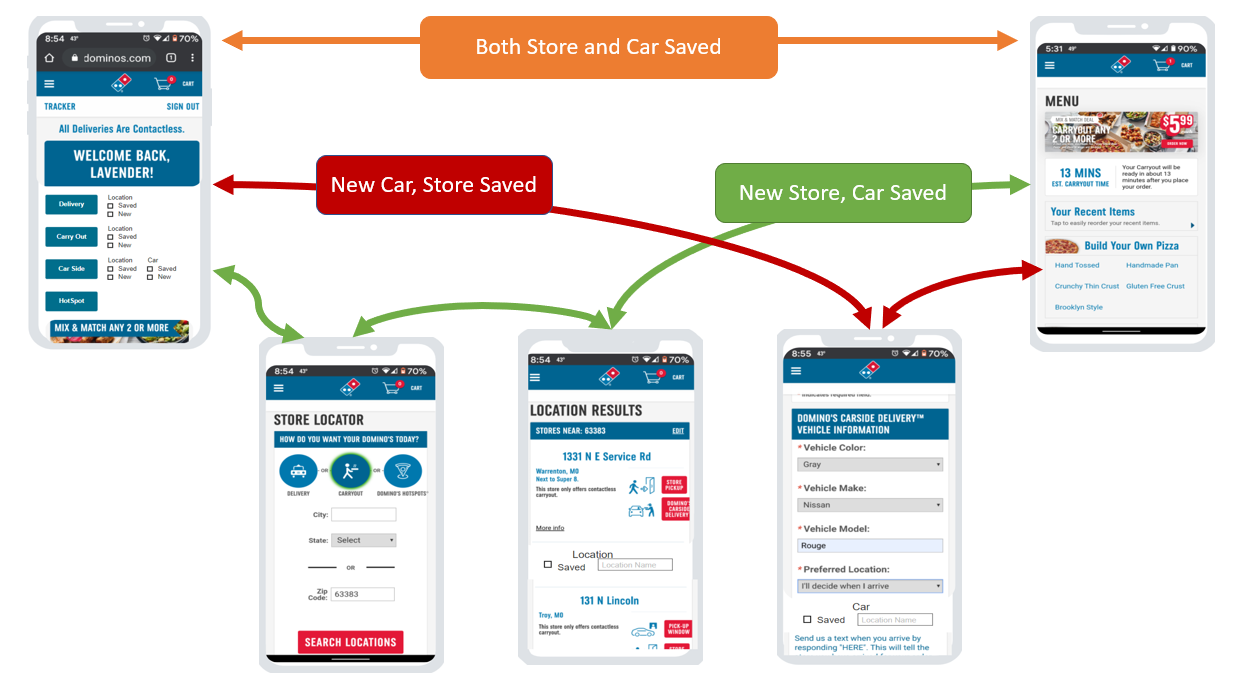 Both Store and Car Saved
New Car, Store Saved
New Store, Car Saved
8:54 43° 70%
dominos.com 1
0 CART
TRACKER SIGN OUT
All Deliveries Are Contactless.
WELCOME BACK,
LAVENDER!
Delivery
Location
Saved
New
Carry Out
Location
Saved
New
Car Side
Location Car
Saved Saved
New New
HotSpot
MIX & MATCH ANY 2 OR MORE
5:31 49° 90%
1 CART
MENU
MIX & MATCH DEAL
CARRYOUT ANY
2 OR MORE
$5.99
ORDER NOW
13 MINS
EST. CARRYOUT TIME
Your Carryout will be
ready in about 13
minutes after you place
your order.
Your Recent Items
Tap to easily reorder your recent items.
Build Your Own Pizza
Hand Tossed Handmade Pan
Crunchy Thin Crust Gluten Free Crust
Brooklyn Style
8:54 43° 70%
0 CART
STORE LOCATOR
HOW DO YOU WANT YOUR DOMINO'S TODAY?
OR OR
DELIVERY CARRYOUT DOMINO'S HOTSPOTS
City:
State: Select
OR
Zip
Code: 63383
SEARCH LOCATIONS
8:54 43° 70%
0 CART
LOCATION RESULTS
STORES NEAR: 63383 EDIT
1331 N E Service Rd
Warrenton, MO
Next to Super 8.
This store only offers contactless
carryout.
STORE
PICKUP
DOMINO'S
CARSIDE
DELIVERY
More info
Location
Saved Location Name
131 N Lincoln
Troy, MO
This store only offers contactless
carryout.
PICK-UP
WINDOW
STORE
8:55 43° 70%
* Indicates required field.
DOMINO'S CARSIDE DELIVERY™
VEHICLE INFORMATION
* Vehicle Color:
Gray
* Vehicle Make:
Nissan
* Vehicle Model:
Rouge
* Preferred Location:
I'll decide when I arrive
Car
Saved Location Name
Send us a text when you arrive by
responding "HERE". This will tell the